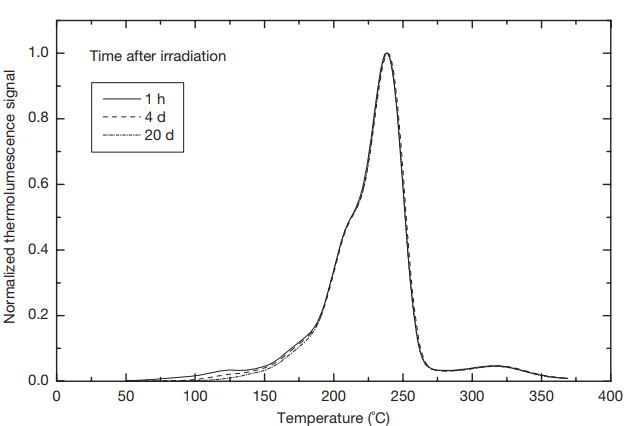 Normalized thermolumescence signal
1.0
0.8
0.6
0.4
0.2
0.0
Time after irradiation
1 h
4 d
20 d
0 50 100 150 200 250 300 350 400
Temperature (°C)